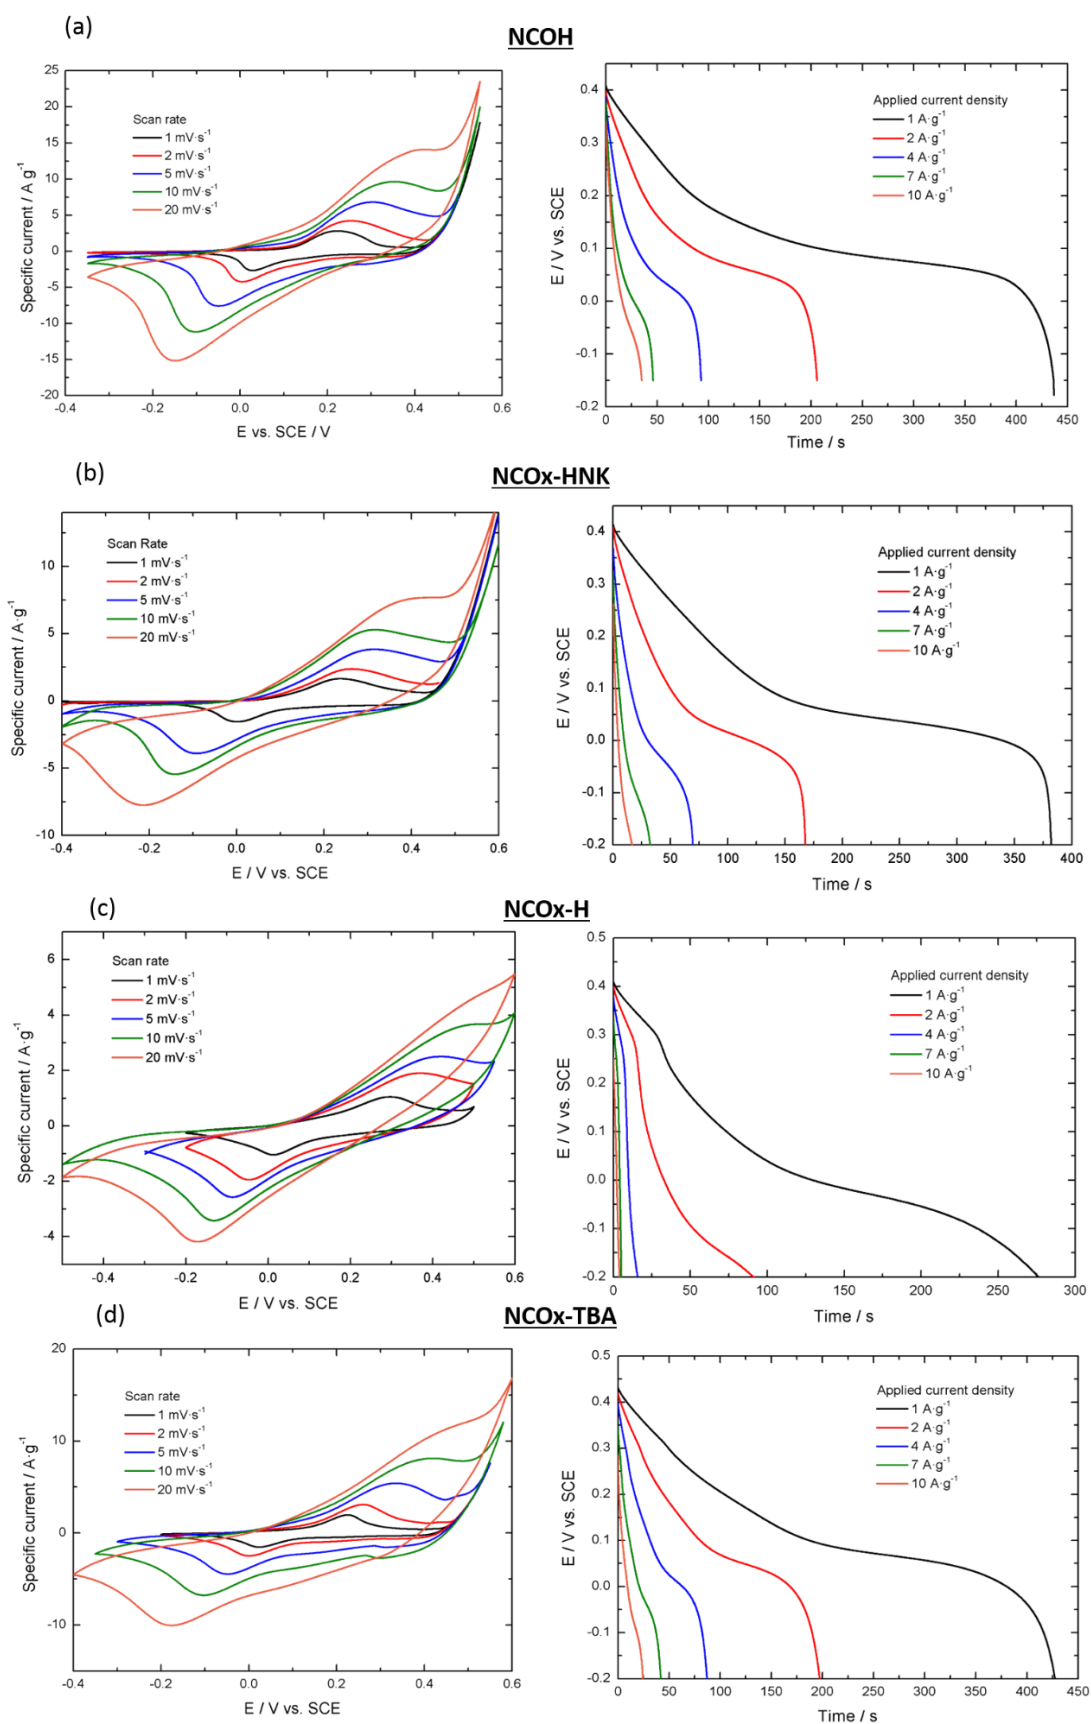 (a)
NCOH
Specific current / A g⁻¹
25
20
15
10
5
0
-5
-10
-15
-20
Scan rate
1 mV·s⁻¹
2 mV·s⁻¹
5 mV·s⁻¹
10 mV·s⁻¹
20 mV·s⁻¹
-0.4
-0.2
0.0
0.2
0.4
0.6
E vs. SCE / V
E / V vs. SCE
0.4
0.3
0.2
0.1
0.0
-0.1
-0.2
Applied current density
1 A·g⁻¹
2 A·g⁻¹
4 A·g⁻¹
7 A·g⁻¹
10 A·g⁻¹
0
25
50
75
100
125
150
175
200
225
250
275
300
325
350
375
400
425
450
Time / s
(b)
NCOx-HNK
Specific current / A·g⁻¹
10
5
0
-5
-10
Scan Rate
1 mV·s⁻¹
2 mV·s⁻¹
5 mV·s⁻¹
10 mV·s⁻¹
20 mV·s⁻¹
-0.4
-0.2
0.0
0.2
0.4
0.6
E / V vs. SCE
E / V vs. SCE
0.4
0.3
0.2
0.1
0.0
-0.1
-0.2
Applied current density
1 A·g⁻¹
2 A·g⁻¹
4 A·g⁻¹
7 A·g⁻¹
10 A·g⁻¹
0
50
100
150
200
250
300
350
400
Time / s
(c)
NCOx-H
Specific current / A·g⁻¹
6
4
2
0
-2
-4
Scan rate
1 mV·s⁻¹
2 mV·s⁻¹
5 mV·s⁻¹
10 mV·s⁻¹
20 mV·s⁻¹
-0.4
-0.2
0.0
0.2
0.4
0.6
E / V vs. SCE
E / V vs. SCE
0.5
0.4
0.3
0.2
0.1
0.0
-0.1
-0.2
Applied current density
1 A·g⁻¹
2 A·g⁻¹
4 A·g⁻¹
7 A·g⁻¹
10 A·g⁻¹
0
50
100
150
200
250
300
Time / s
(d)
NCOx-TBA
Specific current / A·g⁻¹
20
10
0
-10
Scan rate
1 mV·s⁻¹
2 mV·s⁻¹
5 mV·s⁻¹
10 mV·s⁻¹
20 mV·s⁻¹
-0.4
-0.2
0.0
0.2
0.4
0.6
E / V vs. SCE
E / V vs. SCE
0.5
0.4
0.3
0.2
0.1
0.0
-0.1
-0.2
Applied current density
1 A·g⁻¹
2 A·g⁻¹
4 A·g⁻¹
7 A·g⁻¹
10 A·g⁻¹
0
50
100
150
200
250
300
350
400
450
Time / s